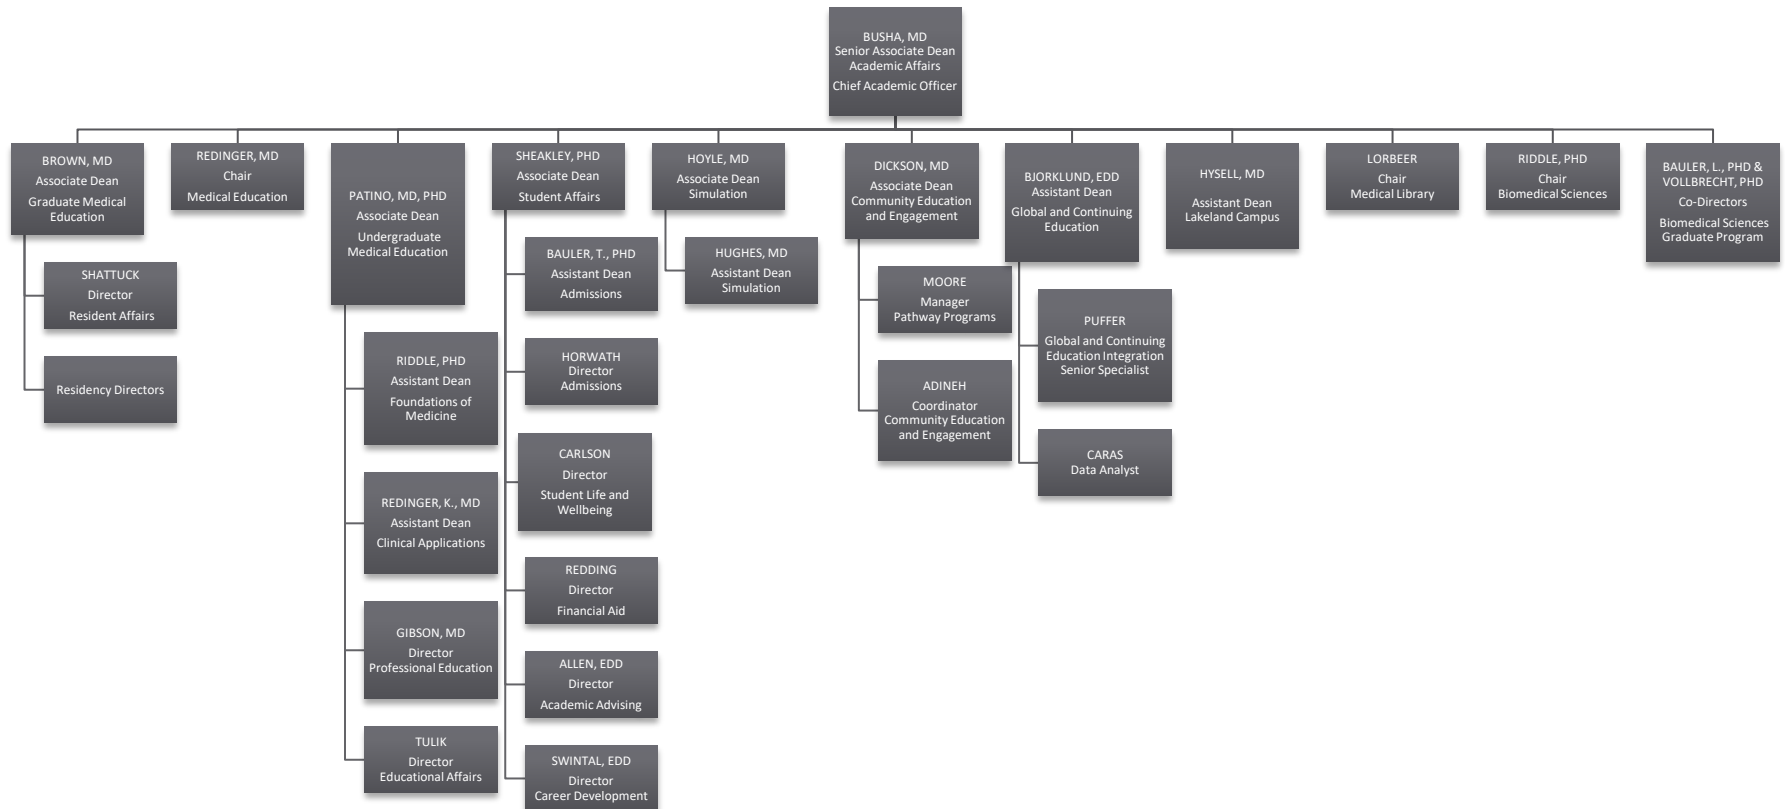 BUSHA, MD
Senior Associate Dean
Academic Affairs
Chief Academic Officer
BROWN, MD
Associate Dean
Graduate Medical
Education
SHATTUCK
Director
Resident Affairs
Residency Directors
REDINGER, MD
Chair
Medical Education
PATINO, MD, PHD
Associate Dean
Undergraduate
Medical Education
RIDDLE, PHD
Assistant Dean
Foundations of
Medicine
REDINGER, K., MD
Assistant Dean
Clinical Applications
GIBSON, MD
Director
Professional Education
TULIK
Director
Educational Affairs
SHEAKLEY, PHD
Associate Dean
Student Affairs
BAULER, T., PHD
Assistant Dean
Admissions
HORWATH
Director
Admissions
CARLSON
Director
Student Life and
Wellbeing
REDDING
Director
Financial Aid
ALLEN, EDD
Director
Academic Advising
SWINTAL, EDD
Director
Career Development
HOYLE, MD
Associate Dean
Simulation
HUGHES, MD
Assistant Dean
Simulation
DICKSON, MD
Associate Dean
Community Education
and Engagement
MOORE
Manager
Pathway Programs
ADINEH
Coordinator
Community Education
and Engagement
BJORKLUND, EDD
Assistant Dean
Global and Continuing
Education
PUFFER
Global and Continuing
Education Integration
Senior Specialist
CARAS
Data Analyst
HYSELL, MD
Assistant Dean
Lakeland Campus
LORBEER
Chair
Medical Library
RIDDLE, PHD
Chair
Biomedical Sciences
BAULER, L., PHD &
VOLLBRECHT, PHD
Co-Directors
Biomedical Sciences
Graduate Program